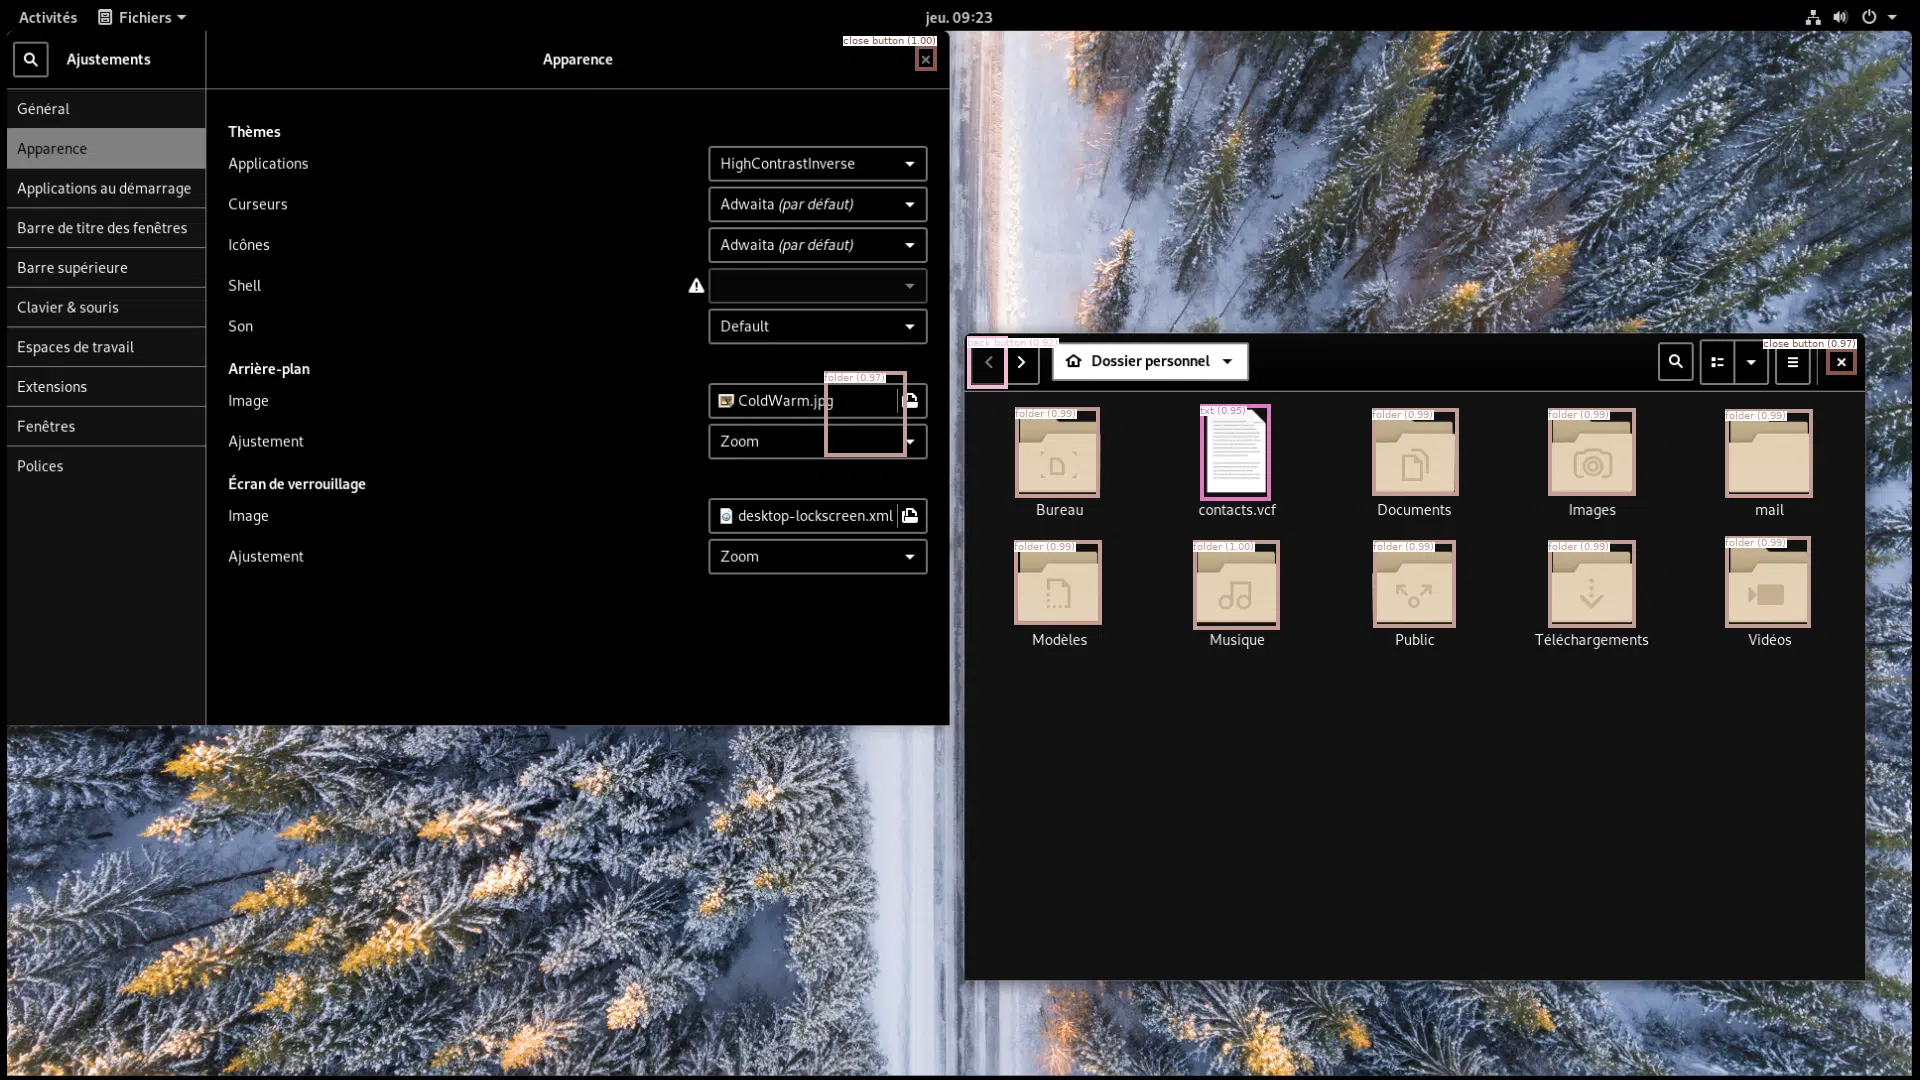 Activités Fichiers jeu. 09:23
close button (1.00)
Ajustements Apparence
Général
Apparence
Applications au démarrage
Barre de titre des fenêtres
Barre supérieure
Clavier & souris
Espaces de travail
Extensions
Fenêtres
Polices
Thèmes
Applications HighContrastInverse
Curseurs Adwaita (par défaut)
Icônes Adwaita (par défaut)
Shell
Son Default
Arrière-plan
folder (0.97)
Image ColdWarm.jpg
Ajustement Zoom
Écran de verrouillage
Image desktop-lockscreen.xml
Ajustement Zoom
back button (0.92) close button (0.97)
Dossier personnel
folder (0.99) txt (0.95) folder (0.99) folder (0.99) folder (0.99)
Bureau contacts.vcf Documents Images mail
folder (0.99) folder (1.00) folder (0.99) folder (0.99) folder (0.99)
Modèles Musique Public Téléchargements Vidéos